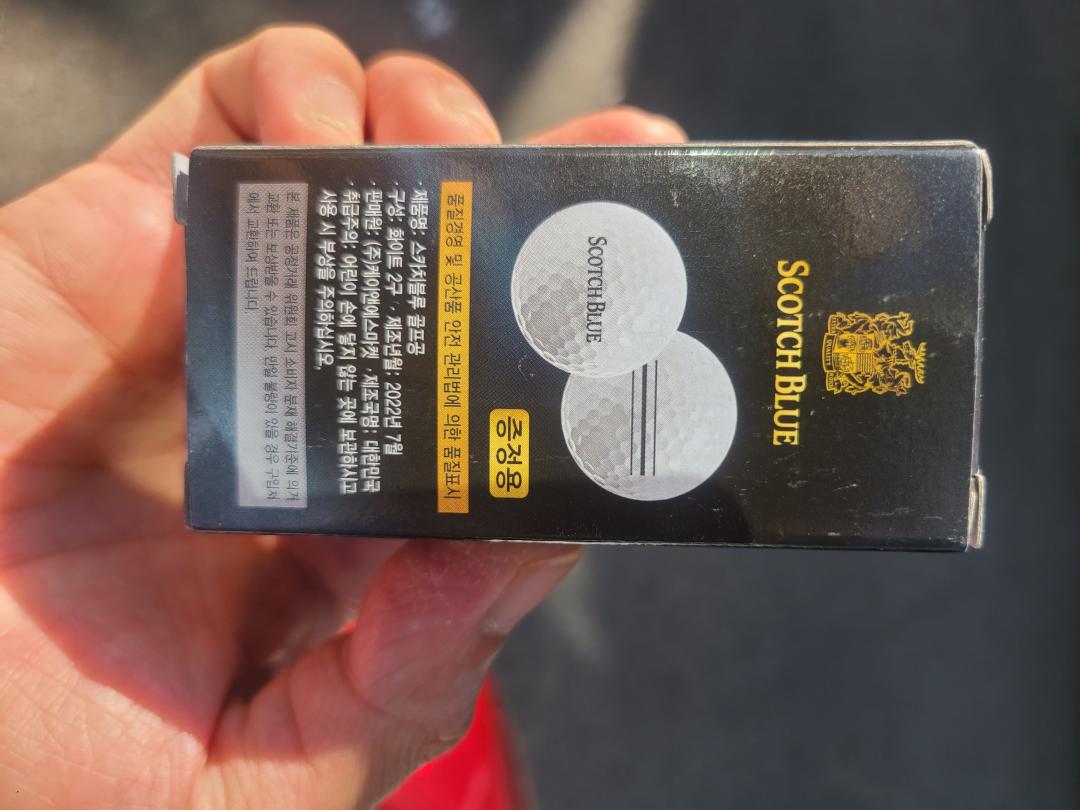 SCOTCH BLUE
SCOTCH BLUE
증정용
품질경영 및 공산품 안전 관리법에 의한 품질표시
· 제품명: 스카치블루 골프공
· 구성: 화이트 2구 · 제조년월: 2022년 7월
· 판매원: (주)케이앤에스마켓 · 제조국명: 대한민국
· 취급주의: 어린이 손에 닿지 않는 곳에 보관하시고
사용 시 부상을 주의하십시오.
본 제품은 공정거래 위원회 고시 소비자 분쟁 해결기준에 의거
교환 또는 보상받을 수 있습니다. 만일 불량이 있을 경우 구입처
에서 교환하여 드립니다.